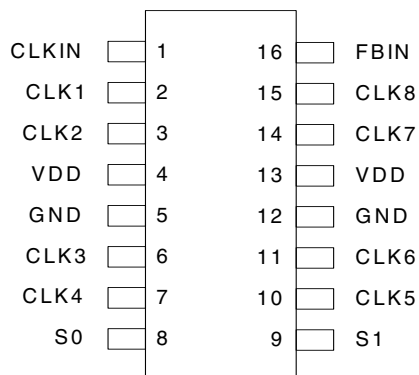 CLKIN 1 16 FBIN
CLK1 2 15 CLK8
CLK2 3 14 CLK7
VDD 4 13 VDD
GND 5 12 GND
CLK3 6 11 CLK6
CLK4 7 10 CLK5
S0 8 9 S1